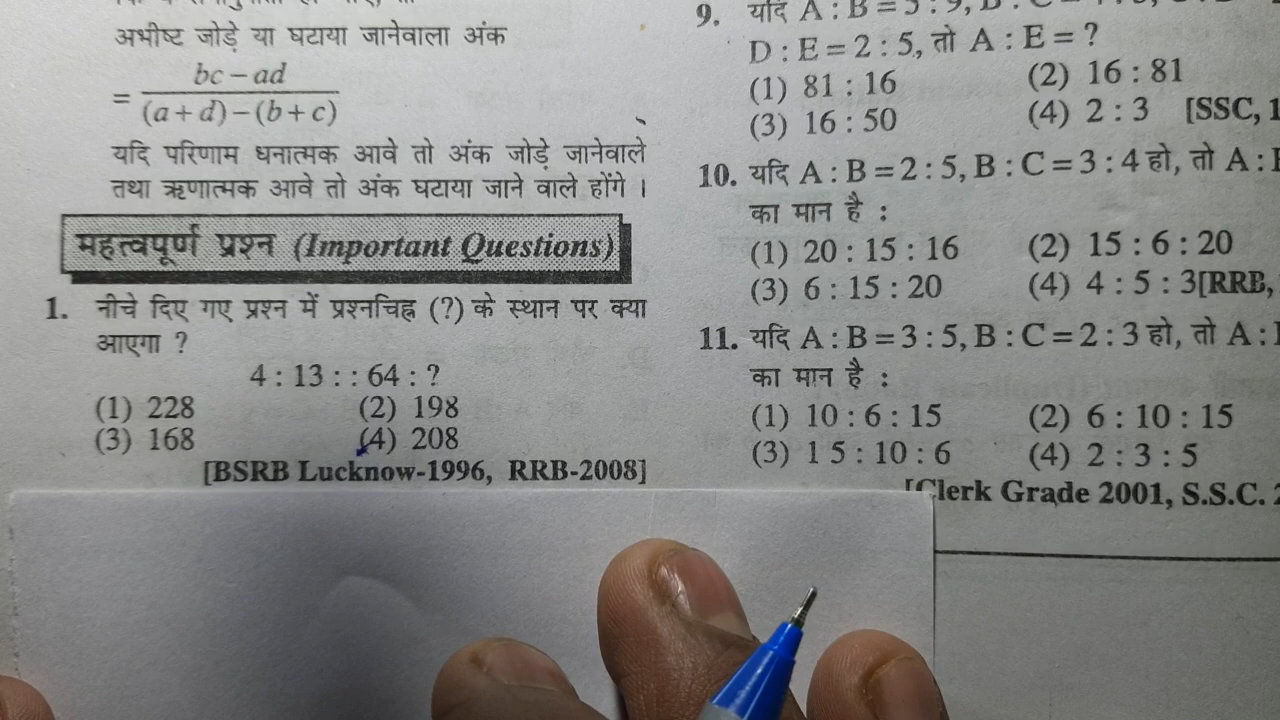 अभीष्ट जोड़े या घटाया जानेवाला अंक
= bc – ad / (a + d) – (b + c)
यदि परिणाम धनात्मक आवे तो अंक जोड़े जानेवाले
तथा ऋणात्मक आवे तो अंक घटाया जाने वाले होंगे ।
महत्त्वपूर्ण प्रश्न (Important Questions)
1. नीचे दिए गए प्रश्न में प्रश्नचिह्न (?) के स्थान पर क्या
आएगा ?
4 : 13 : : 64 : ?
(1) 228 (2) 198
(3) 168 (4) 208
[BSRB Lucknow-1996, RRB-2008]
9. यदि A : B =
D : E = 2 : 5, तो A : E = ?
(1) 81 : 16 (2) 16 : 81
(3) 16 : 50 (4) 2 : 3 [SSC, 1
10. यदि A : B = 2 : 5, B : C = 3 : 4 हो, तो A :
का मान है :
(1) 20 : 15 : 16 (2) 15 : 6 : 20
(3) 6 : 15 : 20 (4) 4 : 5 : 3[RRB,
11. यदि A : B = 3 : 5, B : C = 2 : 3 हो, तो A :
का मान है :
(1) 10 : 6 : 15 (2) 6 : 10 : 15
(3) 1 5 : 10 : 6 (4) 2 : 3 : 5
[Clerk Grade 2001, S.S.C.